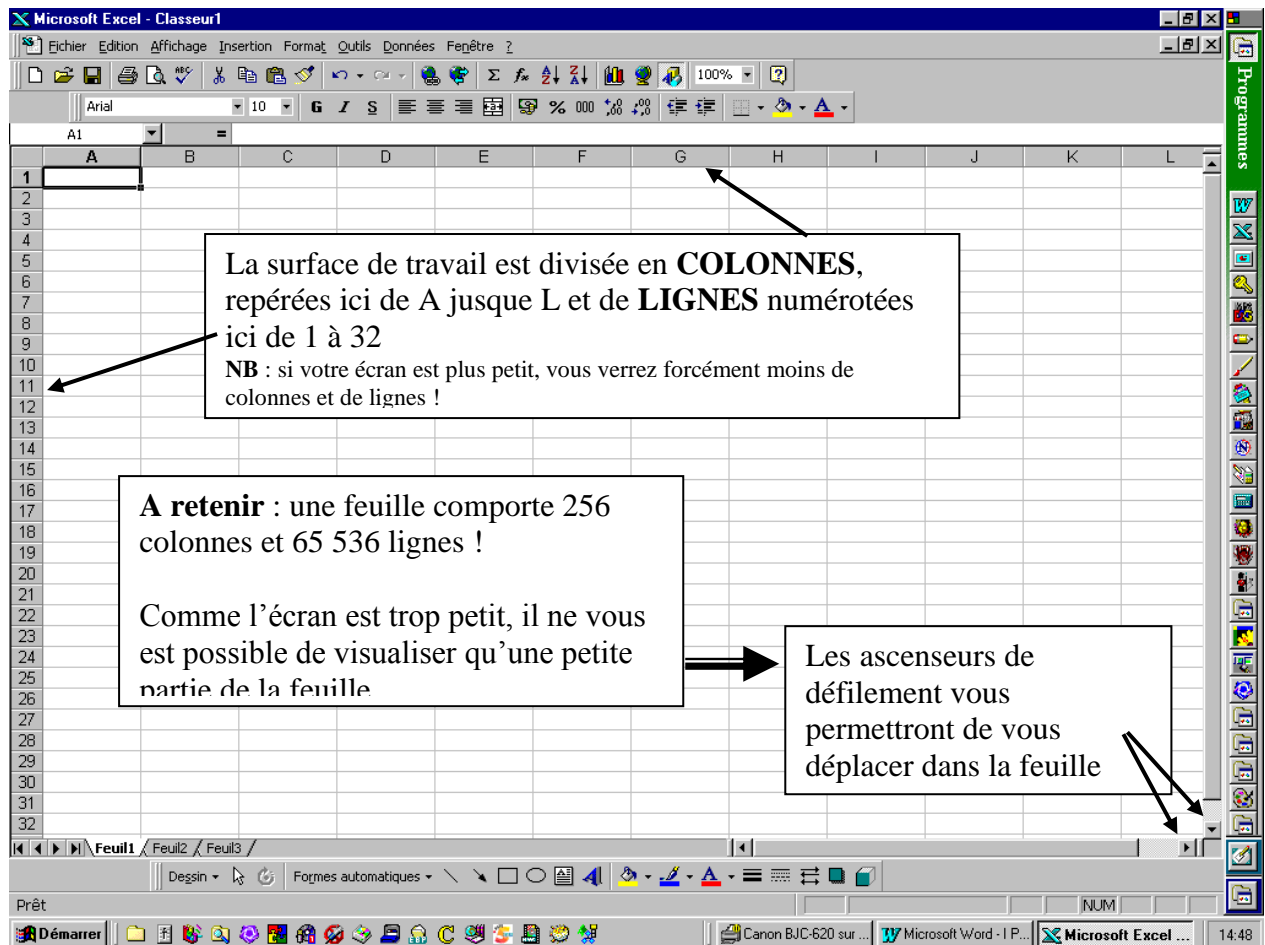 Microsoft Excel - Classeur1
Fichier Edition Affichage Insertion Format Outils Données Fenêtre ?
100%
Arial 10 G I S % 000
A1 =
A B C D E F G H I J K L
1
2
3
4
5
6
7
8
9
10
11
12
13
14
15
16
17
18
19
20
21
22
23
24
25
26
27
28
29
30
31
32
La surface de travail est divisée en COLONNES,
repérées ici de A jusque L et de LIGNES numérotées
ici de 1 à 32
NB : si votre écran est plus petit, vous verrez forcément moins de
colonnes et de lignes !
A retenir : une feuille comporte 256
colonnes et 65 536 lignes !
Comme l’écran est trop petit, il ne vous
est possible de visualiser qu’une petite
partie de la feuille
Les ascenseurs de
défilement vous
permettront de vous
déplacer dans la feuille
Feuil1 Feuil2 Feuil3
Dessin Formes automatiques
Prêt NUM
Démarrer Canon BJC-620 sur ... Microsoft Word - I P... Microsoft Excel ... 14:48
Programmes